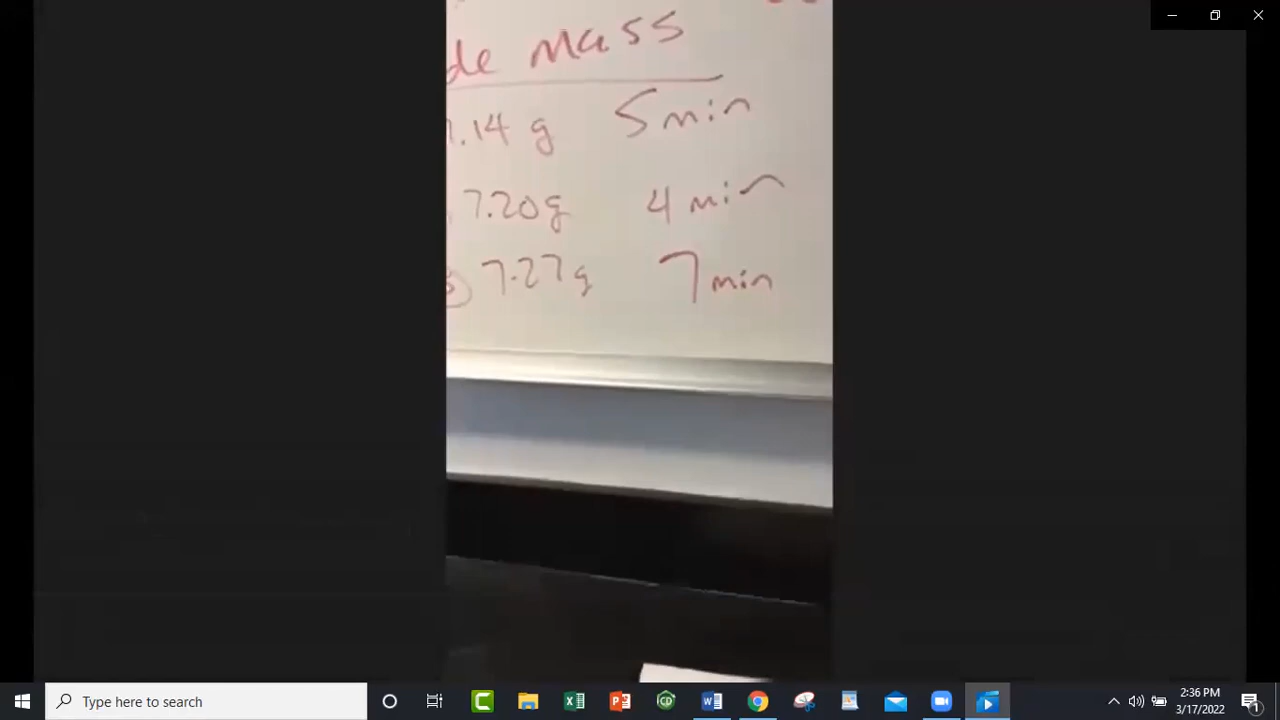 de mass
.14 g 5 min
7.20g 4 min
7.27g 7 min
Type here to search
2:36 PM
3/17/2022